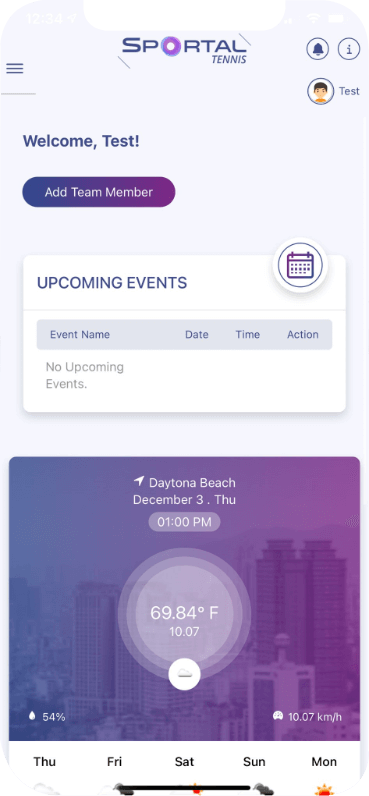 12:34
SPORTAL
TENNIS
i
Test
Welcome, Test!
Add Team Member
UPCOMING EVENTS
Event Name Date Time Action
No Upcoming
Events.
Daytona Beach
December 3 . Thu
01:00 PM
69.84° F
10.07
54% 10.07 km/h
Thu Fri Sat Sun Mon